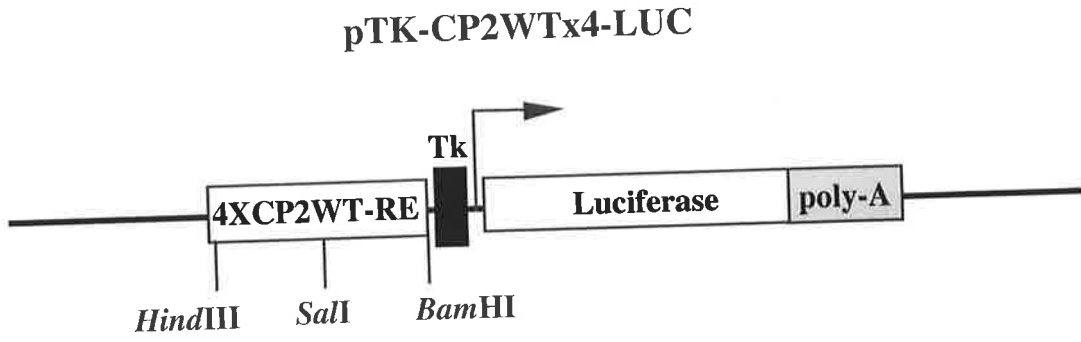 pTK-CP2WTx4-LUC
Tk
4XCP2WT-RE
Luciferase
poly-A
HindIII
SalI
BamHI